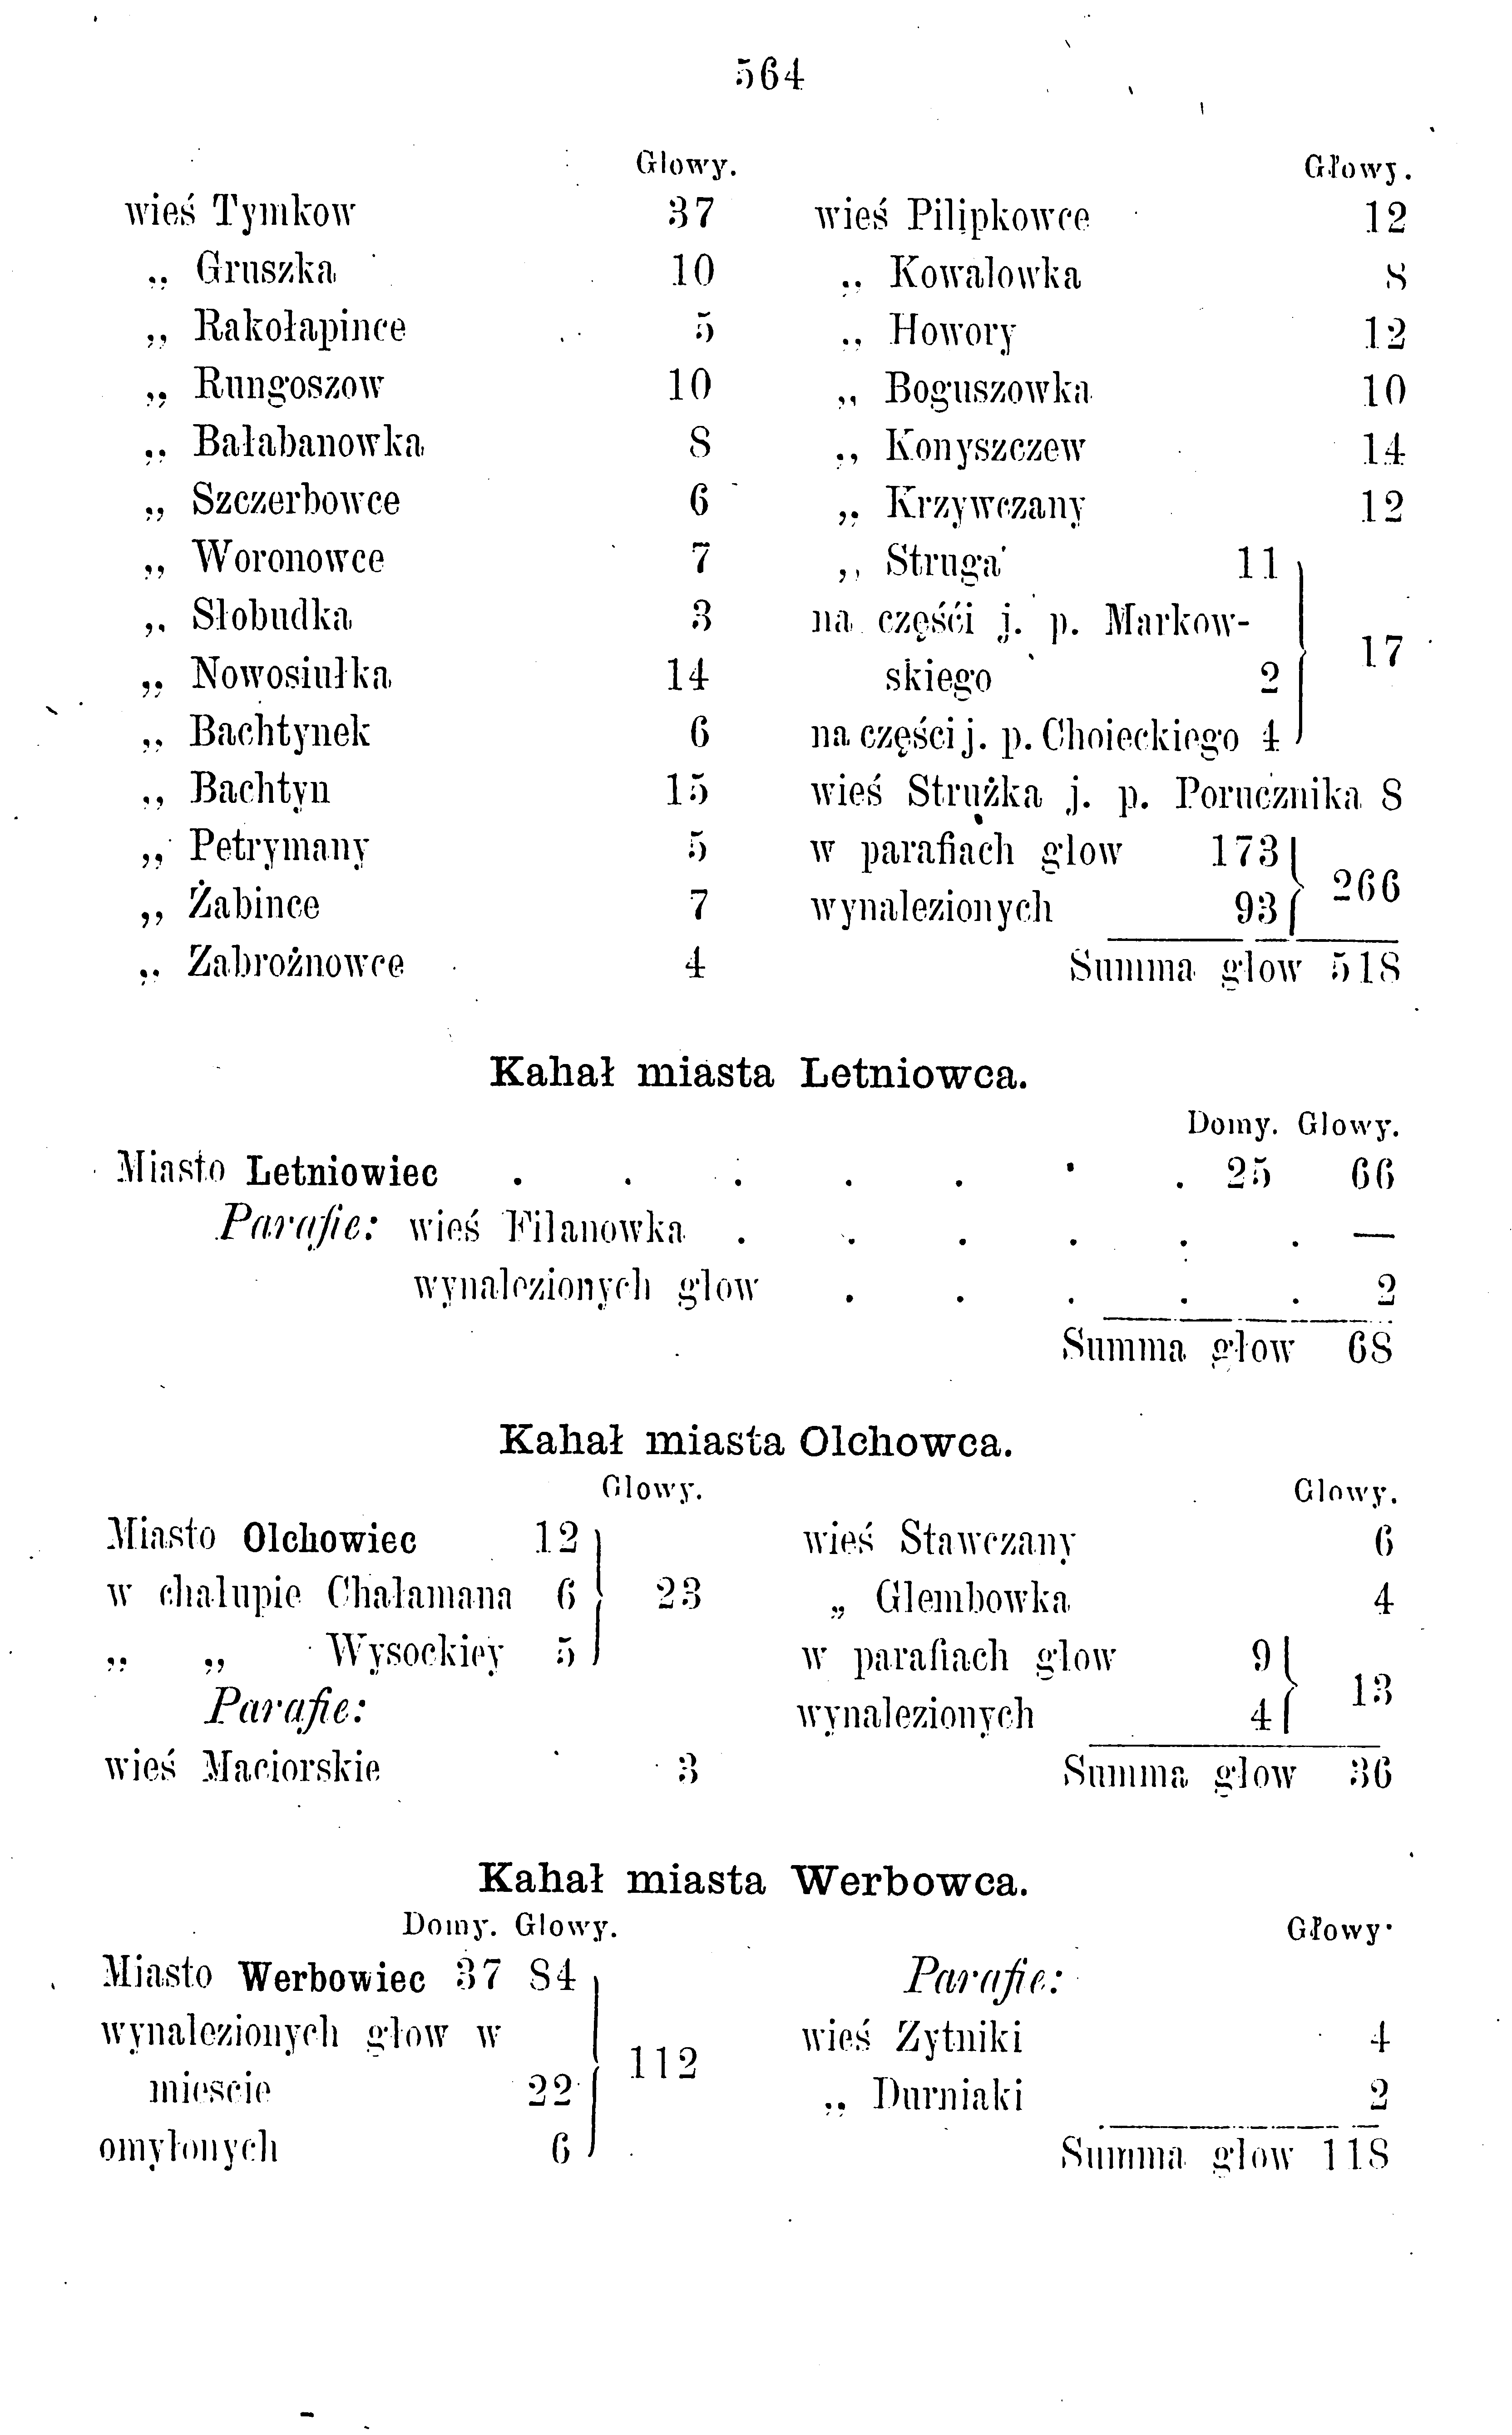 564
Głowy.
wieś Tymkow 37
„ Gruszka 10
„ Rakołapince 5
„ Rungoszow 10
„ Bałabanowka 8
„ Szczerbowce 6
„ Woronowce 7
„ Słobudka 3
„ Nowosiułka 14
„ Bachtynek 6
„ Bachtyn 15
„ Petrymany 5
„ Żabince 7
„ Zabrożnowce 4
Głowy.
wieś Pilipkowce 12
„ Kowalowka 8
„ Howory 12
„ Boguszowka 10
„ Konyszczew 14
„ Krzywczany 12
„ Struga 11
na częśći j. p. Markow-
skiego 2
17
na części j. p. Choieckiego 4
wieś Strużka j. p. Porucznika 8
w parafiach głow 173
266
wynalezionych 93
Summa głow 518
Kahał miasta Letniowca.
Domy. Głowy.
Miasto Letniowiec . . . . . . . 25 66
Parafie: wieś Filanowka . . . . . . —
wynalezionych głow . . . . . 2
Summa głow 68
Kahał miasta Olchowca.
Głowy.
Miasto Olchowiec 12
w chałupie Chałamana 6 23
„ „ Wysockiey 5
Parafie:
wieś Maciorskie 3
Głowy.
wieś Stawczany 6
„ Glembowka 4
w parafiach głow 9
13
wynalezionych 4
Summa głow 36
Kahał miasta Werbowca.
Domy. Głowy.
Miasto Werbowiec 37 84
wynalezionych głow w
112
miescie 22
omyłonych 6
Głowy.
Parafie:
wieś Zytniki 4
„ Durniaki 2
Summa głow 118